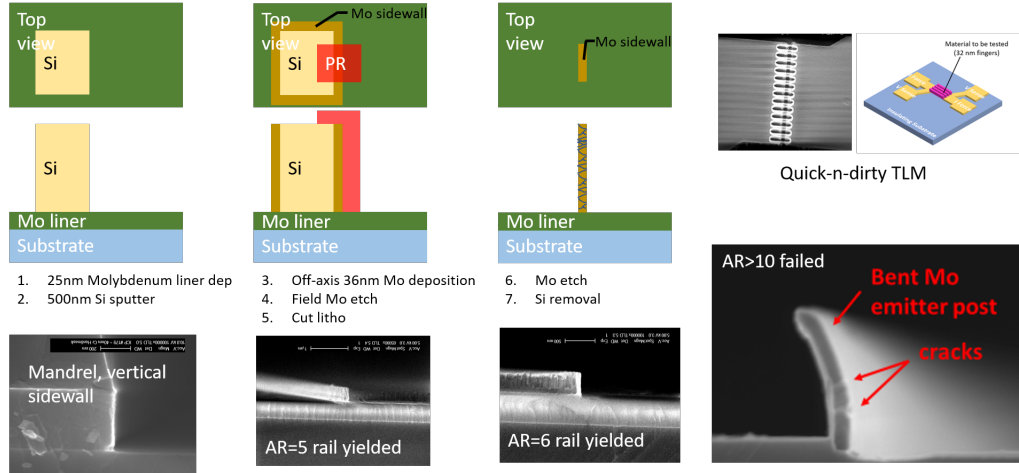 Top
view
Si
Si
Mo liner
Substrate
1. 25nm Molybdenum liner dep
2. 500nm Si sputter
Mandrel, vertical
sidewall
Top
view
Mo sidewall
Si
PR
Si
Mo liner
Substrate
3. Off-axis 36nm Mo deposition
4. Field Mo etch
5. Cut litho
AR=5 rail yielded
Top
view
Mo sidewall
Mo liner
Substrate
6. Mo etch
7. Si removal
AR=6 rail yielded
Material to be tested
(32 nm fingers)
Insulating Substrate
Quick-n-dirty TLM
AR>10 failed
Bent Mo
emitter post
cracks